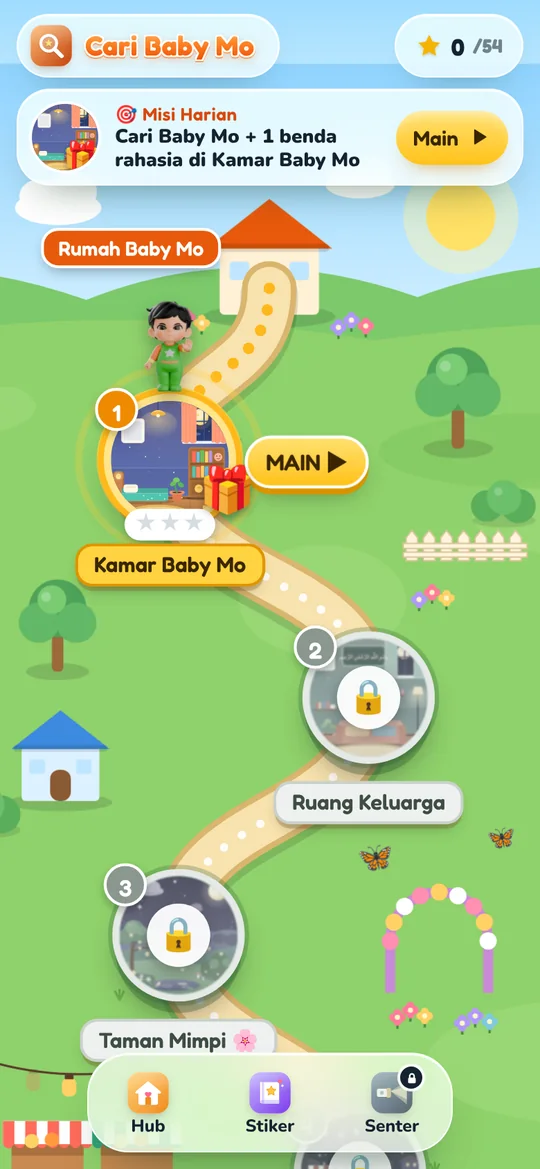 Cari Baby Mo
0 /54
Misi Harian
Cari Baby Mo + 1 benda
rahasia di Kamar Baby Mo
Main
Rumah Baby Mo
1
MAIN
Kamar Baby Mo
2
Ruang Keluarga
3
Taman Mimpi
Hub
Stiker
Senter